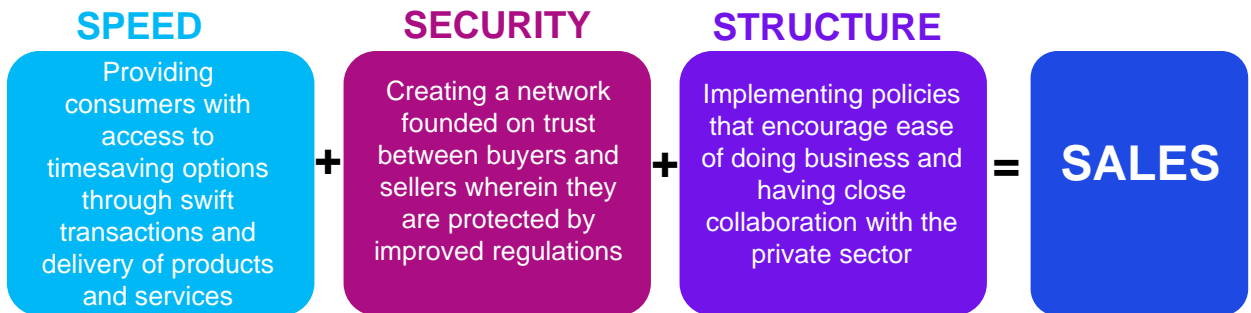 SPEED
Providing
consumers with
access to
timesaving options
through swift
transactions and
delivery of products
and services
+
SECURITY
Creating a network
founded on trust
between buyers and
sellers wherein they
are protected by
improved regulations
+
STRUCTURE
Implementing policies
that encourage ease
of doing business and
having close
collaboration with the
private sector
=
SALES